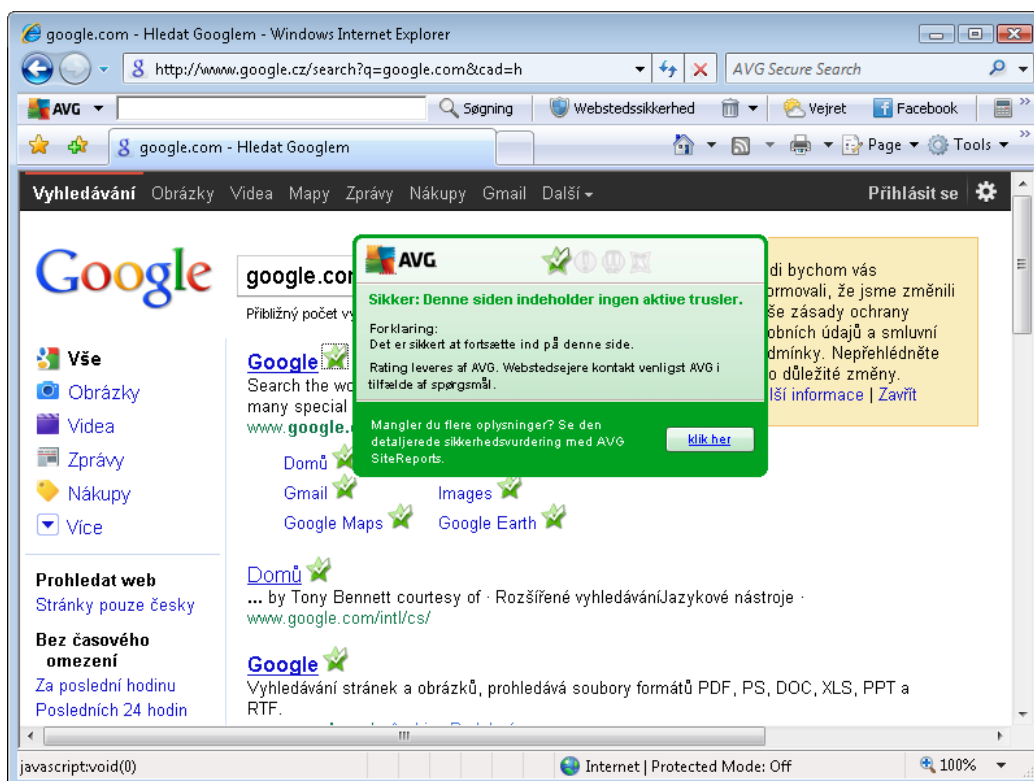 google.com - Hledat Googlem - Windows Internet Explorer
http://www.google.cz/search?q=google.com&cad=h
AVG Secure Search
AVG
Søgning
Webstedssikkerhed
Vejret
Facebook
google.com - Hledat Googlem
Page
Tools
Vyhledávání Obrázky Videa Mapy Zprávy Nákupy Gmail Další
Přihlásit se
Google
google.com
Přibližný počet
AVG
Sikker: Denne siden indeholder ingen aktive trusler.
Forklaring:
Det er sikkert at fortsætte ind på denne side.
Rating leveres af AVG. Webstedsejere kontakt venligst AVG i
tilfælde af spørgsmål.
Mangler du flere oplysninger? Se den
detaljerede sikkerhedsvurdering med AVG
SiteReports.
klik her
di bychom vás
ormovali, že jsme změnili
še zásady ochrany
obních údajů a smluvní
dmínky. Nepřehlédněte
o důležité změny.
lší informace | Zavřít
Vše
Obrázky
Videa
Zprávy
Nákupy
Více
Google
Search the wo
many special
www.google.
Domů
Gmail
Images
Google Maps
Google Earth
Prohledat web
Stránky pouze česky
Bez časového
omezení
Za poslední hodinu
Posledních 24 hodin
Domů
... by Tony Bennett courtesy of · Rozšířené vyhledáváníJazykové nástroje ·
www.google.com/intl/cs/
Google
Vyhledávání stránek a obrázků, prohledává soubory formátů PDF, PS, DOC, XLS, PPT a
RTF.
javascript:void(0)
Internet | Protected Mode: Off
100%